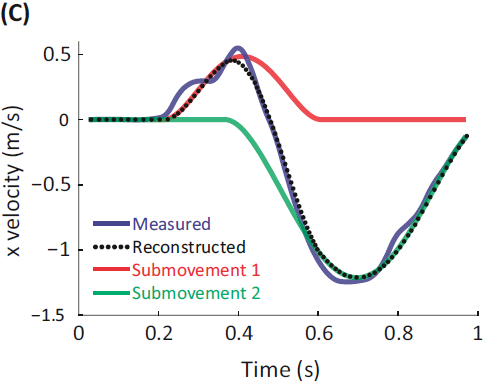 (C)
0.5
0
−0.5
−1
−1.5
x velocity (m/s)
Measured
Reconstructed
Submovement 1
Submovement 2
0 0.2 0.4 0.6 0.8 1
Time (s)